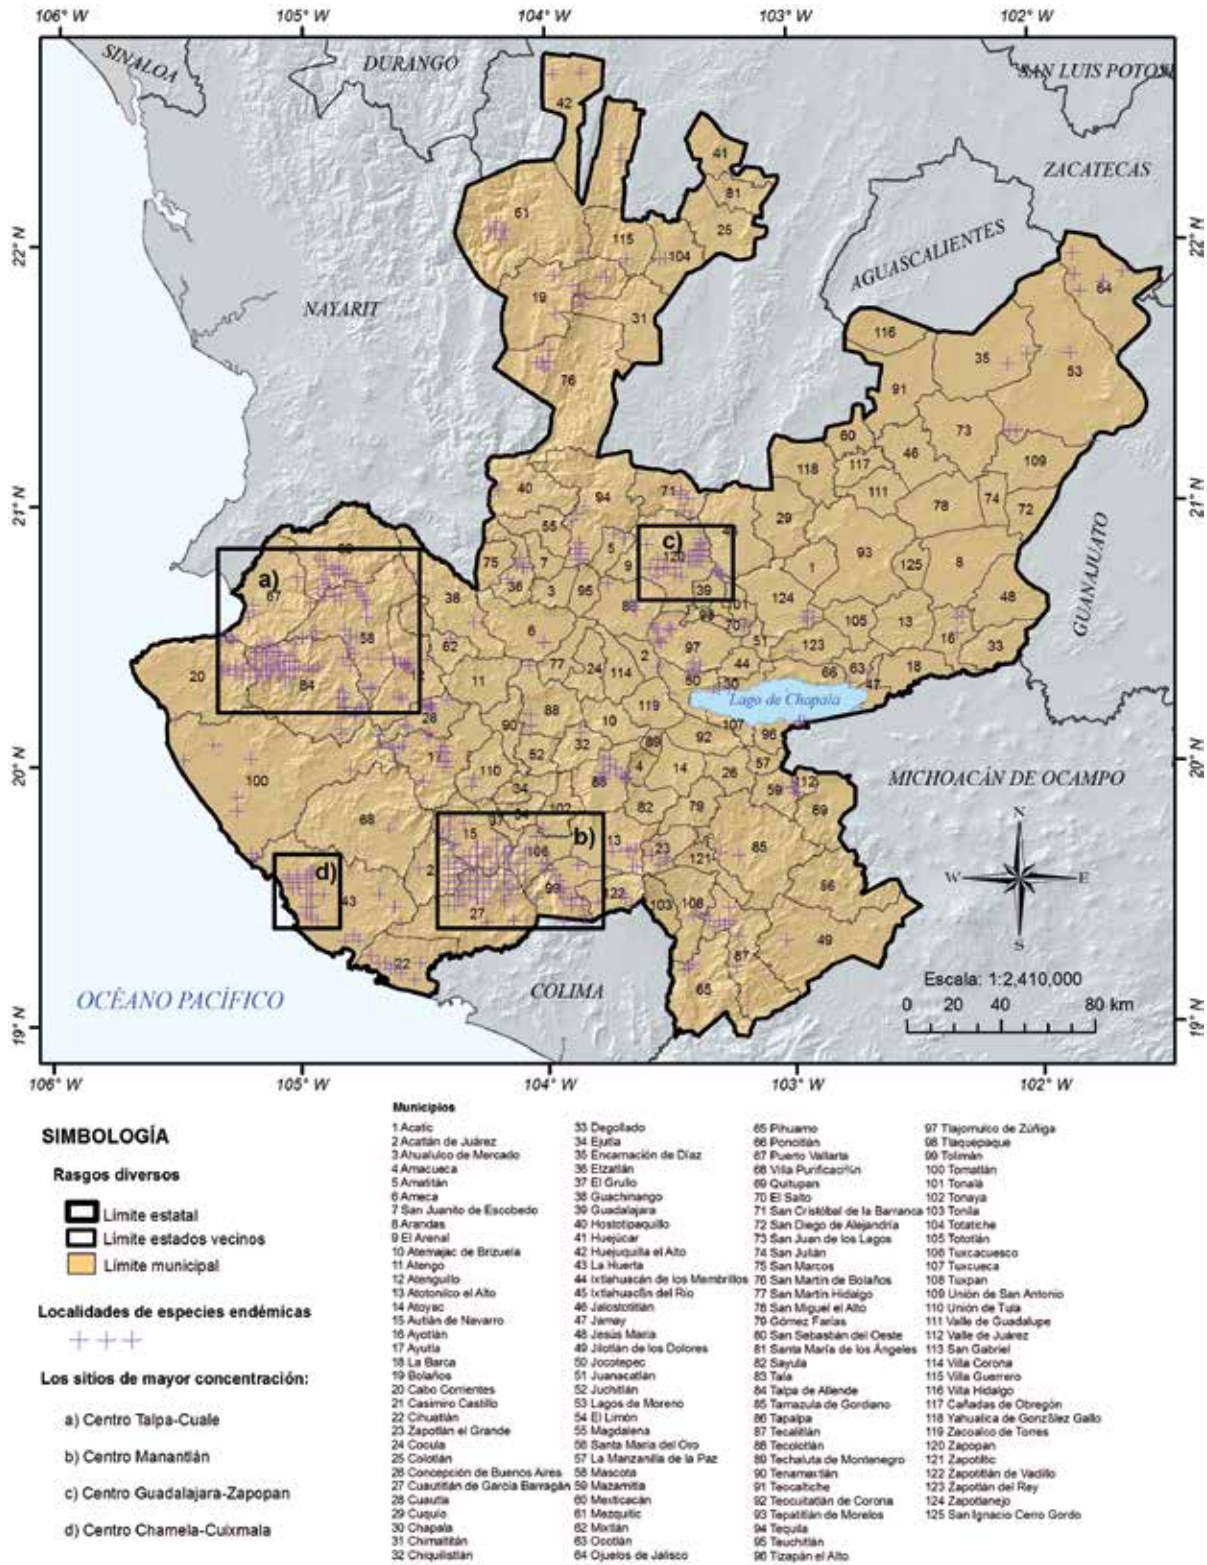 106° W 105° W 104° W 103° W 102° W
SINALOA
DURANGO
SAN LUIS POTOSI
ZACATECAS
AGUASCALIENTES
NAYARIT
GUANAJUATO
22° N
21° N
20° N
19° N
22° N
21° N
20° N
19° N
a)
c)
b)
d)
Lago de Chapala
MICHOACÁN DE OCAMPO
COLIMA
OCÉANO PACÍFICO
N
W E
S
Escala: 1:2,410,000
0 20 40 80 km
106° W 105° W 104° W 103° W 102° W
SIMBOLOGÍA
Rasgos diversos
Límite estatal
Límite estados vecinos
Límite municipal
Localidades de especies endémicas
Los sitios de mayor concentración:
a) Centro Talpa-Cuale
b) Centro Manantlán
c) Centro Guadalajara-Zapopan
d) Centro Chamela-Cuixmala
Municipios
1 Acatic
2 Acatlán de Juárez
3 Ahualulco de Mercado
4 Amacueca
5 Amatitán
6 Ameca
7 San Juanito de Escobedo
8 Arandas
9 El Arenal
10 Atemajac de Brizuela
11 Atengo
12 Atenguillo
13 Atotonilco el Alto
14 Atoyac
15 Autlán de Navarro
16 Ayotlán
17 Ayutla
18 La Barca
19 Bolaños
20 Cabo Corrientes
21 Casimiro Castillo
22 Cihuatlán
23 Zapotlán el Grande
24 Cocula
25 Colotlán
26 Concepción de Buenos Aires
27 Cuautitlán de García Barragán
28 Cuautla
29 Cuquío
30 Chapala
31 Chimaltitán
32 Chiquilistlán
33 Degollado
34 Ejutla
35 Encarnación de Díaz
36 Etzatlán
37 El Grullo
38 Guachinango
39 Guadalajara
40 Hostotipaquillo
41 Huejúcar
42 Huejuquilla el Alto
43 La Huerta
44 Ixtlahuacán de los Membrillos
45 Ixtlahuacšn del Río
46 Jalostotitlán
47 Jamay
48 Jesús María
49 Jilotlán de los Dolores
50 Jocotepec
51 Juanacatlán
52 Juchitlán
53 Lagos de Moreno
54 El Limón
55 Magdalena
56 Santa María del Oro
57 La Manzanilla de la Paz
58 Mascota
59 Mazamitla
60 Mexticacán
61 Mezquitic
62 Mixtlán
63 Ocotlán
64 Ojuelos de Jalisco
65 Pihuamo
66 Poncitlán
67 Puerto Vallarta
68 Villa Purificaci¾n
69 Quitupan
70 El Salto
71 San Cristóbal de la Barranca
72 San Diego de Alejandría
73 San Juan de los Lagos
74 San Julián
75 San Marcos
76 San Martín de Bolaños
77 San Martín Hidalgo
78 San Miguel el Alto
79 Gómez Farías
80 San Sebastián del Oeste
81 Santa María de los Ángeles
82 Sayula
83 Tala
84 Talpa de Allende
85 Tamazula de Gordiano
86 Tapalpa
87 Tecalitlán
88 Tecolotlán
89 Techaluta de Montenegro
90 Tenamaxtlán
91 Teocaltiche
92 Teocuitatlán de Corona
93 Tepatitlán de Morelos
94 Tequila
95 Teuchitlán
96 Tizapán el Alto
97 Tlajomulco de Zúñiga
98 Tlaquepaque
99 Tolimán
100 Tomatlán
101 Tonalá
102 Tonaya
103 Tonila
104 Totatiche
105 Tototlán
106 Tuxcacuesco
107 Tuxcueca
108 Tuxpan
109 Unión de San Antonio
110 Unión de Tula
111 Valle de Guadalupe
112 Valle de Juárez
113 San Gabriel
114 Villa Corona
115 Villa Guerrero
116 Villa Hidalgo
117 Cañadas de Obregón
118 Yahualica de González Gallo
119 Zacoalco de Torres
120 Zapopan
121 Zapotiltic
122 Zapotitlán de Vadillo
123 Zapotlán del Rey
124 Zapotlanejo
125 San Ignacio Cerro Gordo